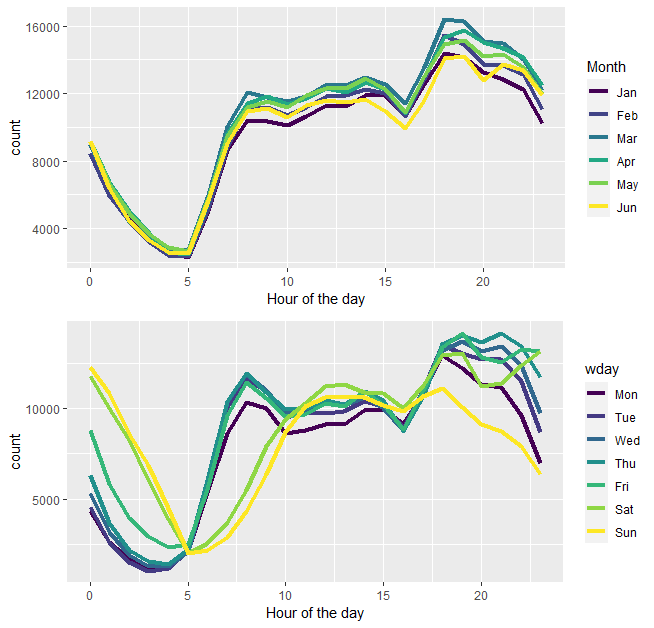 16000
12000
8000
4000
count
0 5 10 15 20
Hour of the day
Month
Jan
Feb
Mar
Apr
May
Jun
10000
5000
count
0 5 10 15 20
Hour of the day
wday
Mon
Tue
Wed
Thu
Fri
Sat
Sun